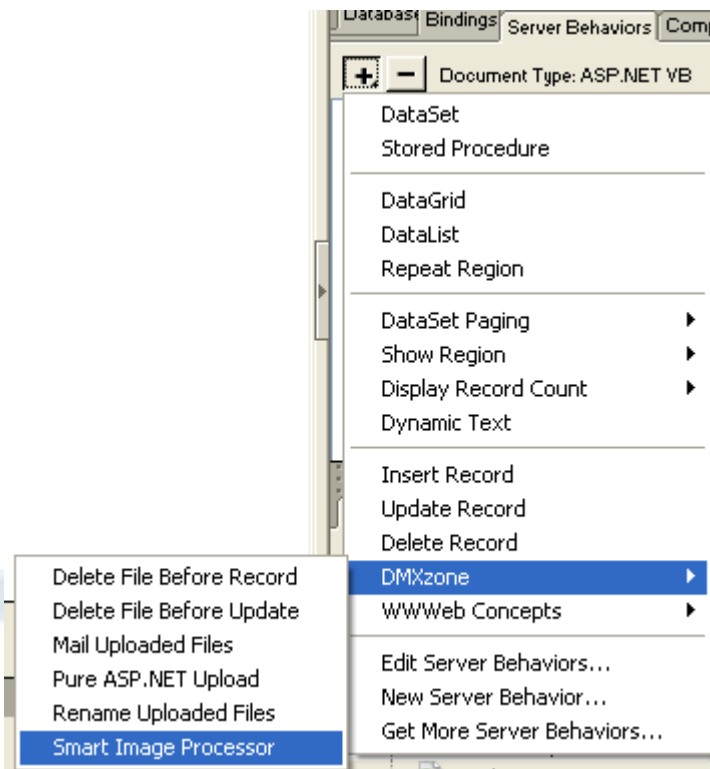 Database Bindings Server Behaviors Comp
+ − Document Type: ASP.NET VB
DataSet
Stored Procedure
DataGrid
DataList
Repeat Region
DataSet Paging
Show Region
Display Record Count
Dynamic Text
Insert Record
Update Record
Delete Record
DMXzone
WWWeb Concepts
Edit Server Behaviors...
New Server Behavior...
Get More Server Behaviors...
Delete File Before Record
Delete File Before Update
Mail Uploaded Files
Pure ASP.NET Upload
Rename Uploaded Files
Smart Image Processor